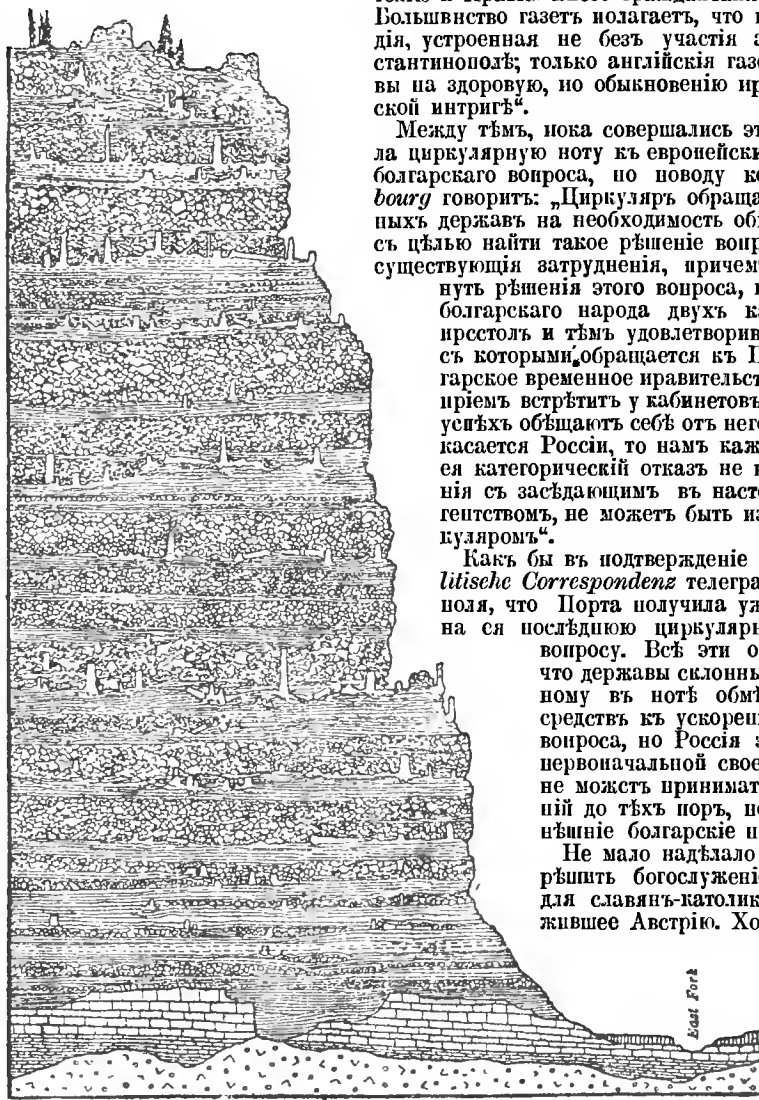 Большинство газетъ полагаетъ, что
дія, устроенная не безъ участія
стантинополѣ; только англійскія газе
вы на здоровую, по обыкновенію
ской интригѣ“.
Между тѣмъ, пока совершались эт
ла циркулярную ноту къ европейски
болгарскаго вопроса, по поводу ко
bourg говоритъ: „Циркуляръ обраща
ныхъ державъ на необходимость об
съ цѣлью найти такое рѣшеніе вопр
существующія затрудненія, причем
нуть рѣшенія этого вопроса,
болгарскаго народа двухъ к
престолъ и тѣмъ удовлетворив
съ которыми обращается къ П
гарское временное правительст
пріемъ встрѣтитъ у кабинетовъ
успѣхъ обѣщаютъ себѣ отъ нег
касается Россіи, то намъ каж
ея категорическій отказъ не
нія съ засѣдающимъ въ наст
гентствомъ, не можетъ быть из
куляромъ“.
Какъ бы въ подтвержденіе
litische Correspondenz телегра
поля, что Порта получила уж
на ея послѣднюю циркулярн
вопросу. Всѣ эти о
что державы склонны
ному въ нотѣ обмѣ
средствъ къ ускорен
вопроса, но Россія
первоначальной свое
не можетъ принимат
ній до тѣхъ поръ, п
нѣшніе болгарскіе п
Не мало надѣлало
рѣшить богослуженіе
для славянъ-католик
жившее Австрію. Хо
East Fork